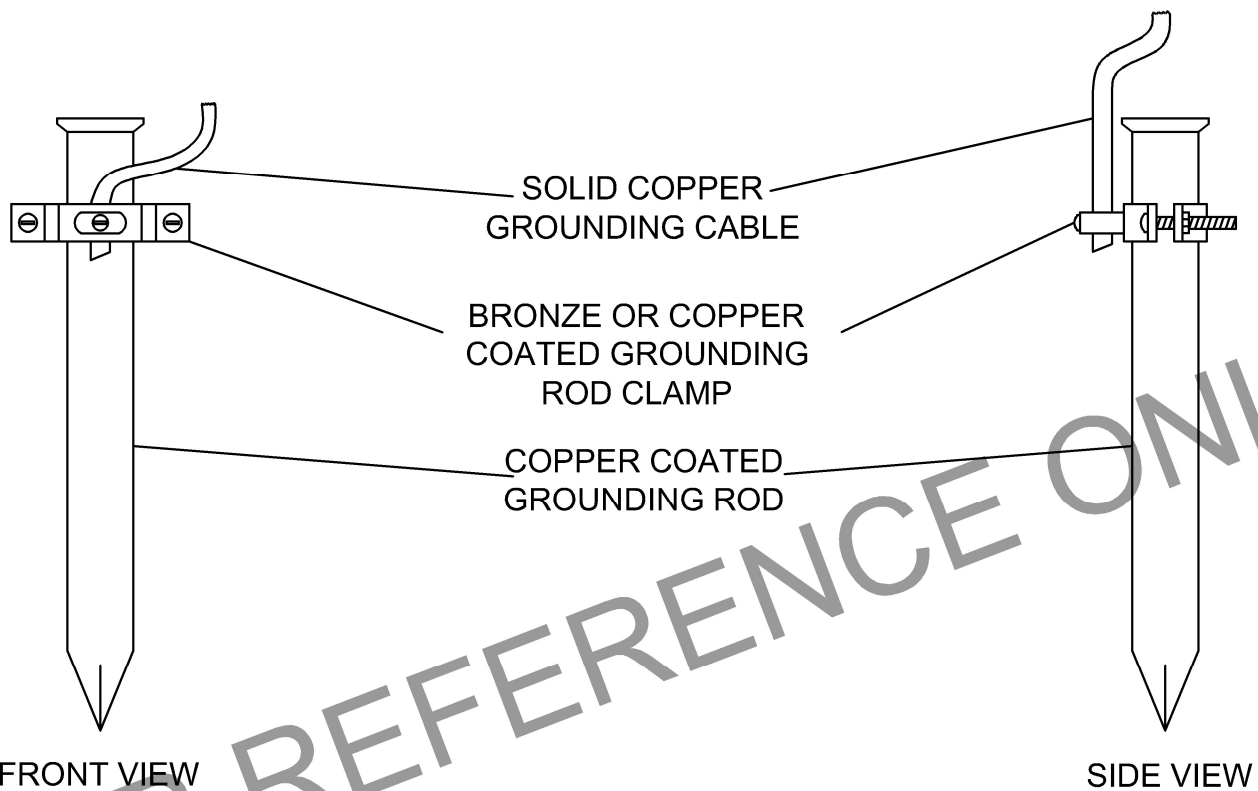 SOLID COPPER
GROUNDING CABLE
BRONZE OR COPPER
COATED GROUNDING
ROD CLAMP
COPPER COATED
GROUNDING ROD
FRONT VIEW
SIDE VIEW
REFERENCE